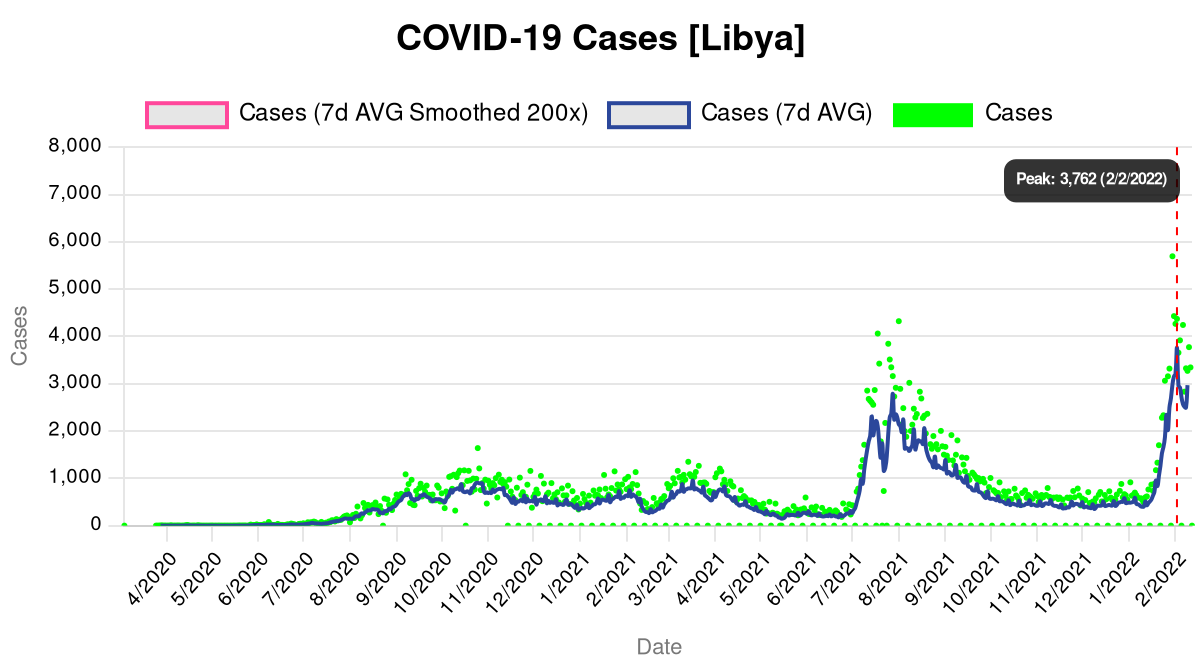 COVID-19 Cases [Libya]
Cases (7d AVG Smoothed 200x) Cases (7d AVG) Cases
8,000
Peak: 3,762 (2/2/2022)
7,000
6,000
5,000
4,000
3,000
2,000
1,000
0
Cases
4/2020 5/2020 6/2020 7/2020 8/2020 9/2020 10/2020 11/2020 12/2020 1/2021 2/2021 3/2021 4/2021 5/2021 6/2021 7/2021 8/2021 9/2021 10/2021 11/2021 12/2021 1/2022 2/2022
Date